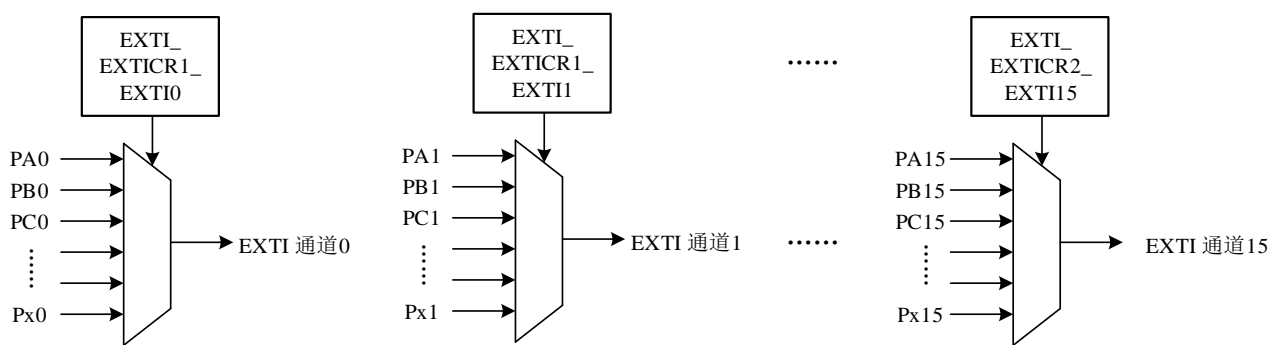 EXTI_
EXTICR1_
EXTI0
PA0
PB0
PC0
Px0
EXTI 通道0
EXTI_
EXTICR1_
EXTI1
PA1
PB1
PC1
Px1
EXTI 通道1
……
……
EXTI_
EXTICR2_
EXTI15
PA15
PB15
PC15
Px15
EXTI 通道15